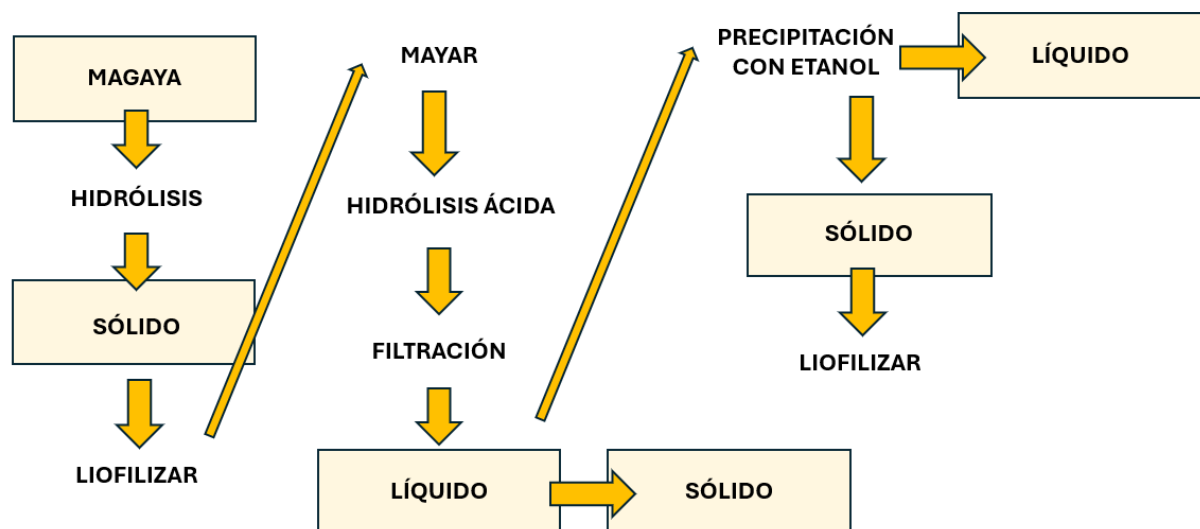 MAGAYA
HIDRÓLISIS
SÓLIDO
LIOFILIZAR
MAYAR
HIDRÓLISIS ÁCIDA
FILTRACIÓN
LÍQUIDO
SÓLIDO
PRECIPITACIÓN
CON ETANOL
LÍQUIDO
SÓLIDO
LIOFILIZAR